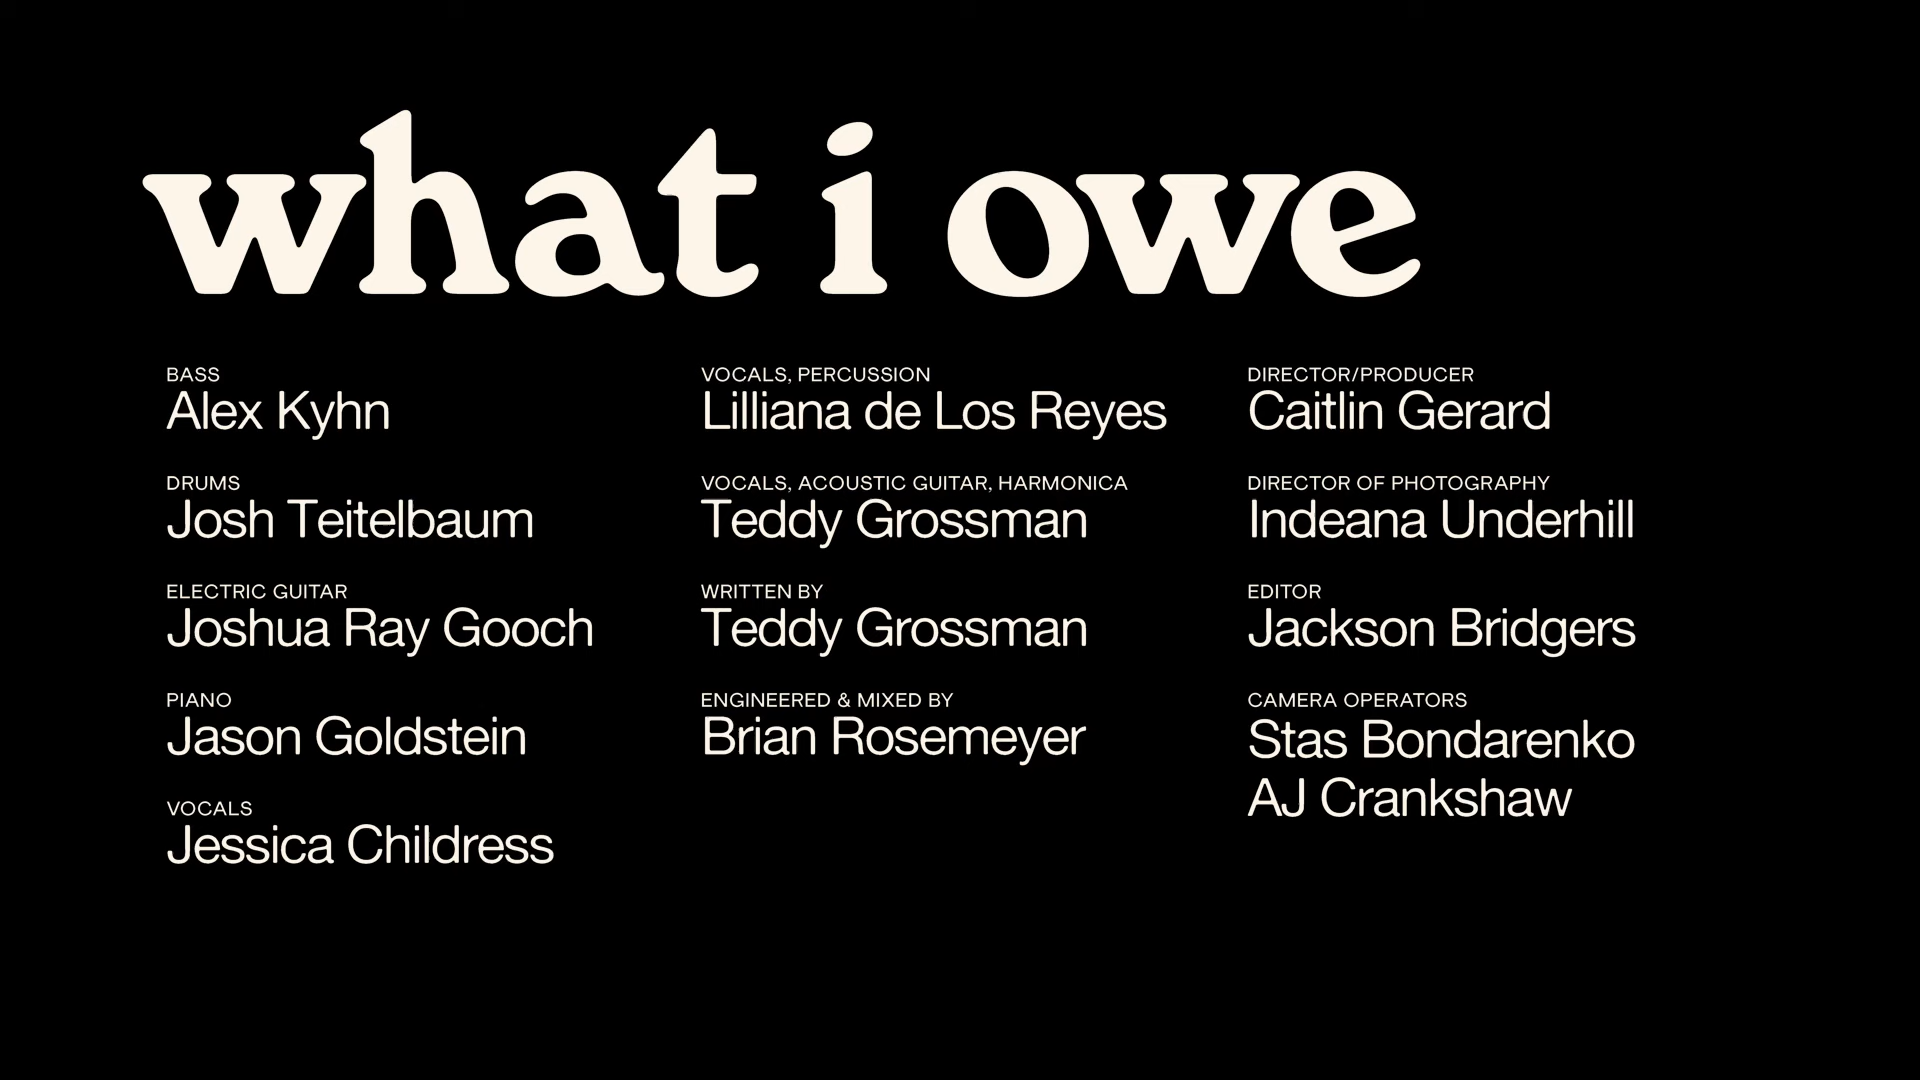 what i owe
BASS
Alex Kyhn
DRUMS
Josh Teitelbaum
ELECTRIC GUITAR
Joshua Ray Gooch
PIANO
Jason Goldstein
VOCALS
Jessica Childress
VOCALS, PERCUSSION
Lilliana de Los Reyes
VOCALS, ACOUSTIC GUITAR, HARMONICA
Teddy Grossman
WRITTEN BY
Teddy Grossman
ENGINEERED & MIXED BY
Brian Rosemeyer
DIRECTOR/PRODUCER
Caitlin Gerard
DIRECTOR OF PHOTOGRAPHY
Indeana Underhill
EDITOR
Jackson Bridgers
CAMERA OPERATORS
Stas Bondarenko
AJ Crankshaw